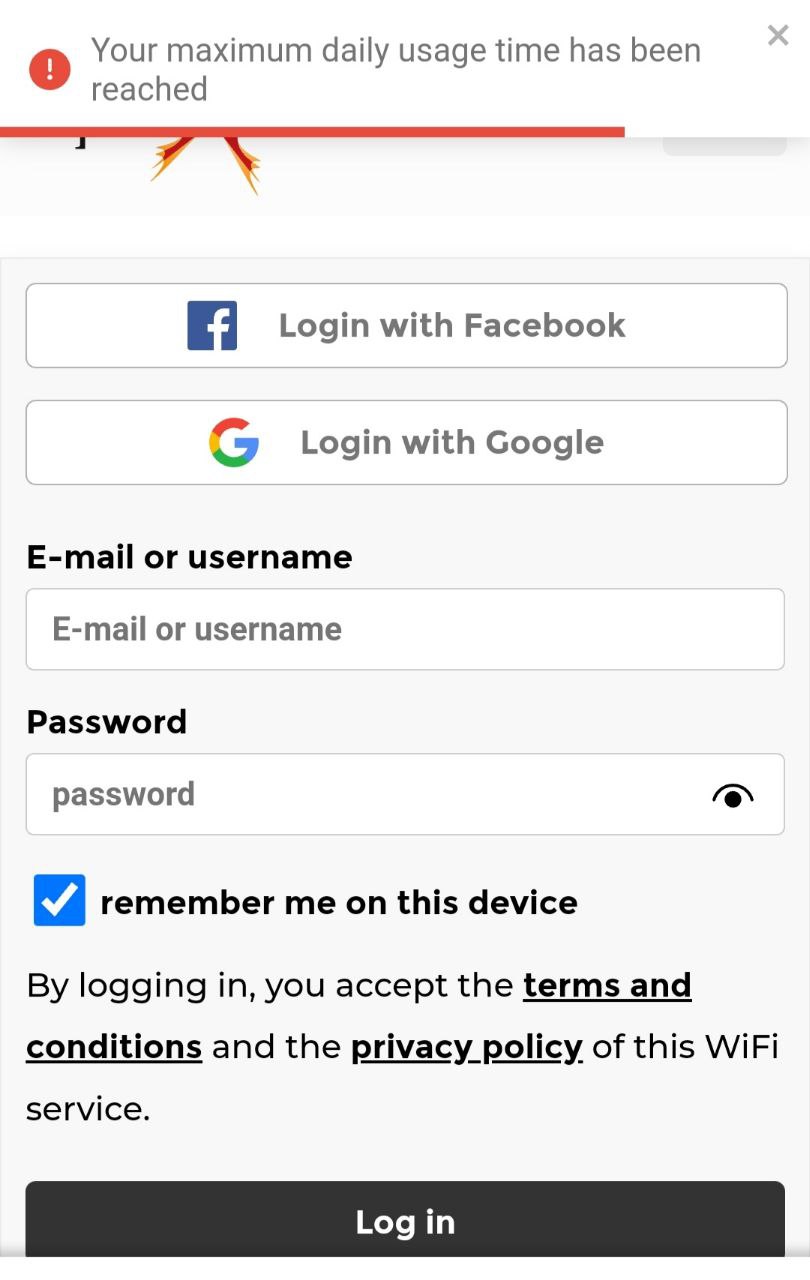 Your maximum daily usage time has been
reached
Login with Facebook
Login with Google
E-mail or username
E-mail or username
Password
password
remember me on this device
By logging in, you accept the terms and
conditions and the privacy policy of this WiFi
service.
Log in